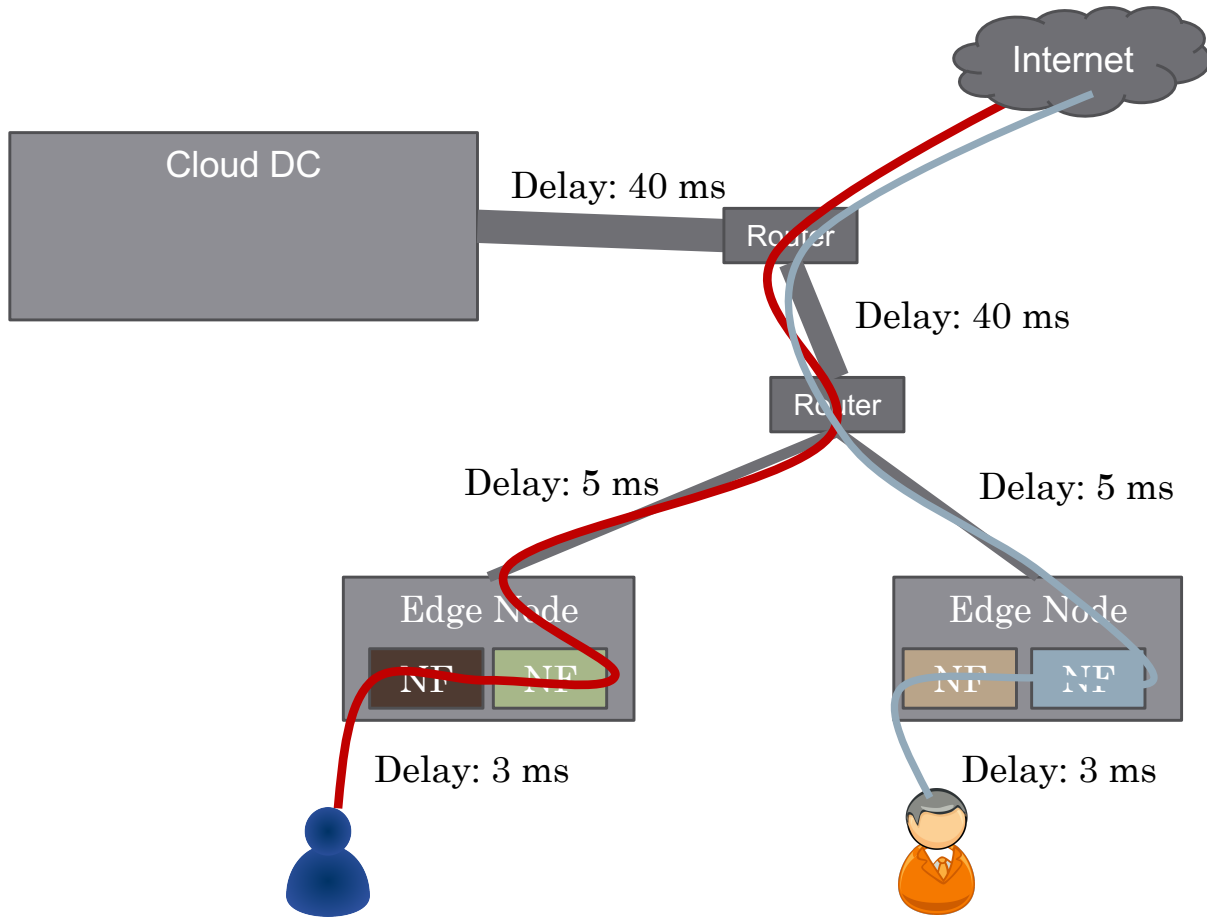 Internet
Cloud DC
Delay: 40 ms
Router
Delay: 40 ms
Router
Delay: 5 ms
Delay: 5 ms
Edge Node
Edge Node
NF
NF
NF
NF
Delay: 3 ms
Delay: 3 ms